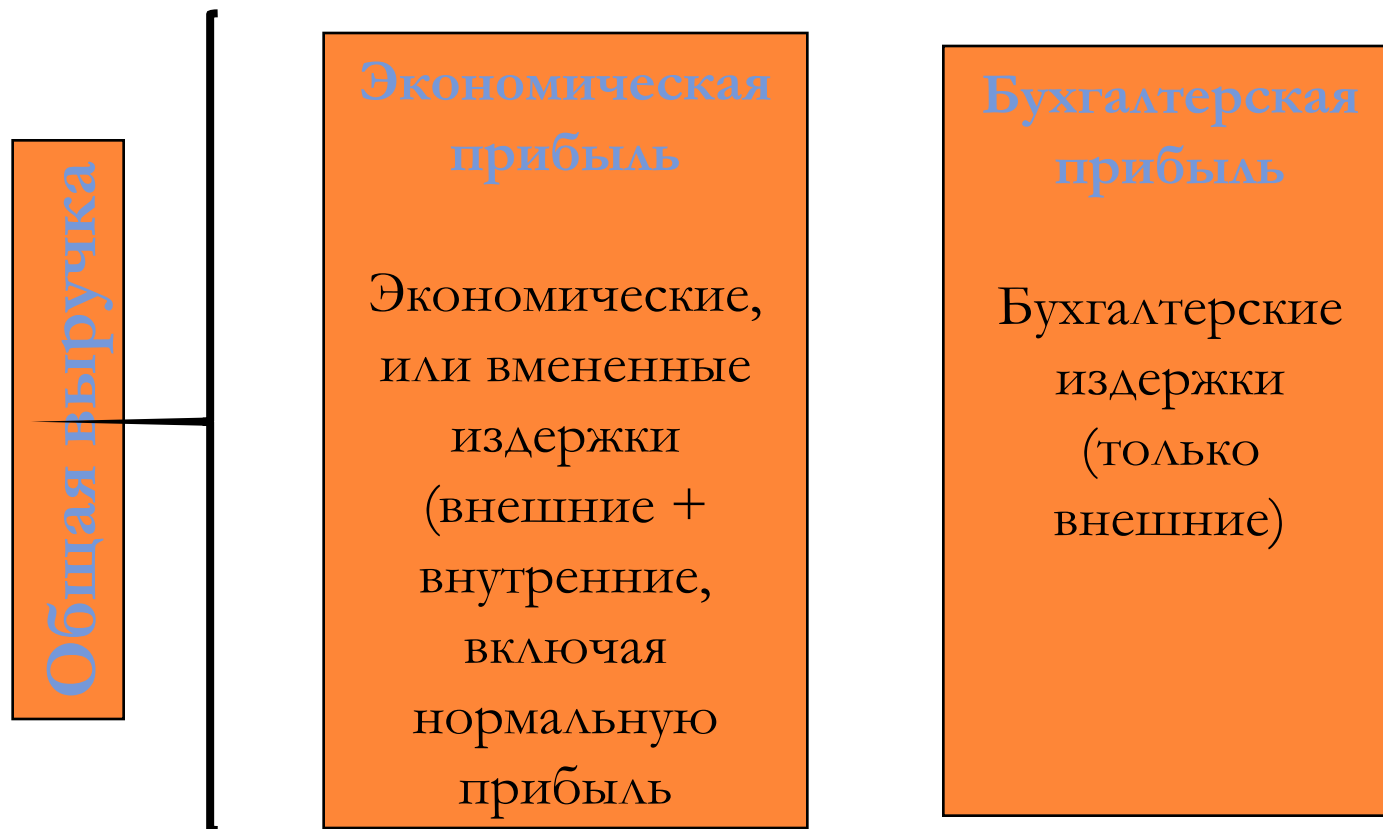 Общая выручка
Экономическая
прибыль
Экономические,
или вмененные
издержки
(внешние +
внутренние,
включая
нормальную
прибыль
Бухгалтерская
прибыль
Бухгалтерские
издержки
(только
внешние)